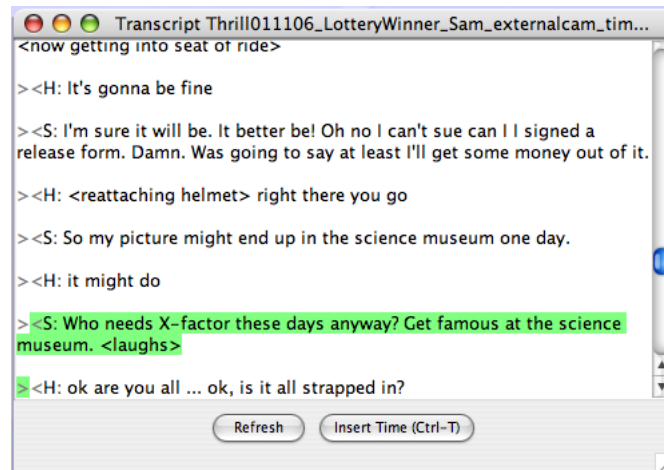 Transcript Thrill011106_LotteryWinner_Sam_externalcam_tim...
<now getting into seat of ride>
><H: It's gonna be fine
><S: I'm sure it will be. It better be! Oh no I can't sue can I I signed a
release form. Damn. Was going to say at least I'll get some money out of it.
><H: <reattaching helmet> right there you go
><S: So my picture might end up in the science museum one day.
><H: it might do
><S: Who needs X-factor these days anyway? Get famous at the science
museum. <laughs>
><H: ok are you all ... ok, is it all strapped in?
Refresh Insert Time (Ctrl-T)